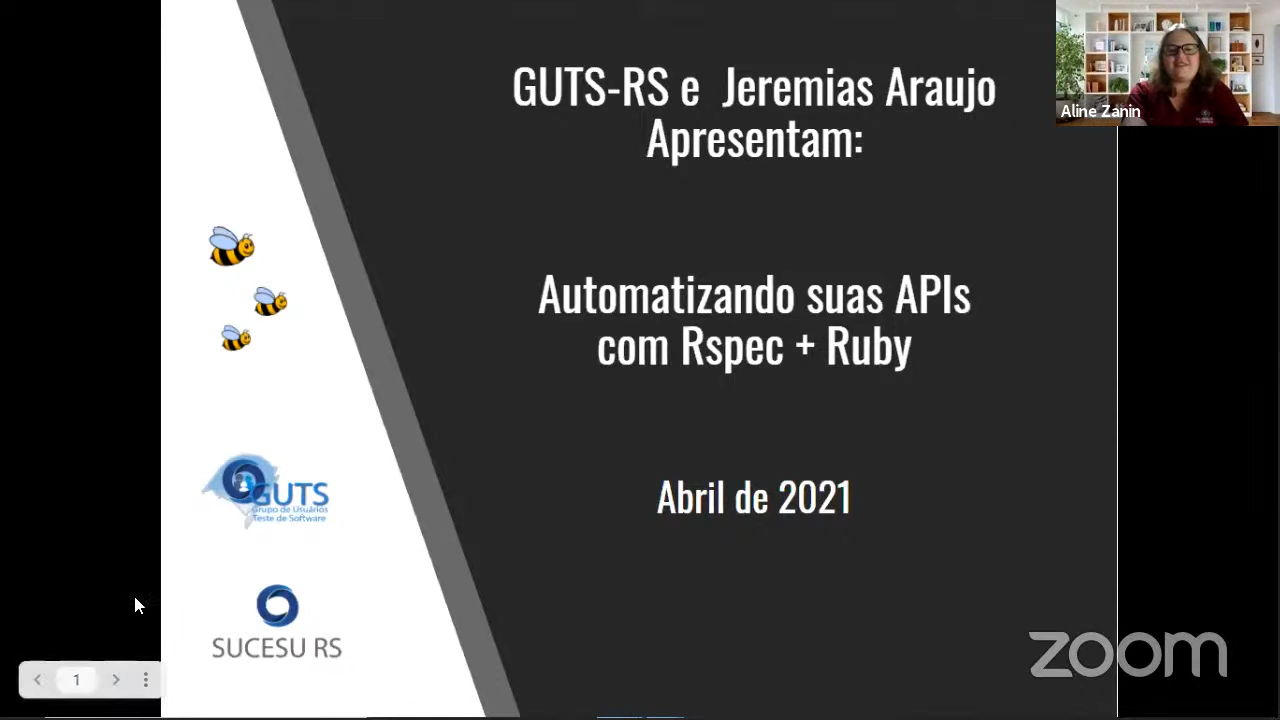 GUTS-RS e  Jeremias Araujo
Apresentam:
Aline Zanin
Automatizando suas APIs
com Rspec + Ruby
Abril de 2021
GUTS
Grupo de Usuários
Teste de Software
SUCESU RS
1
zoom